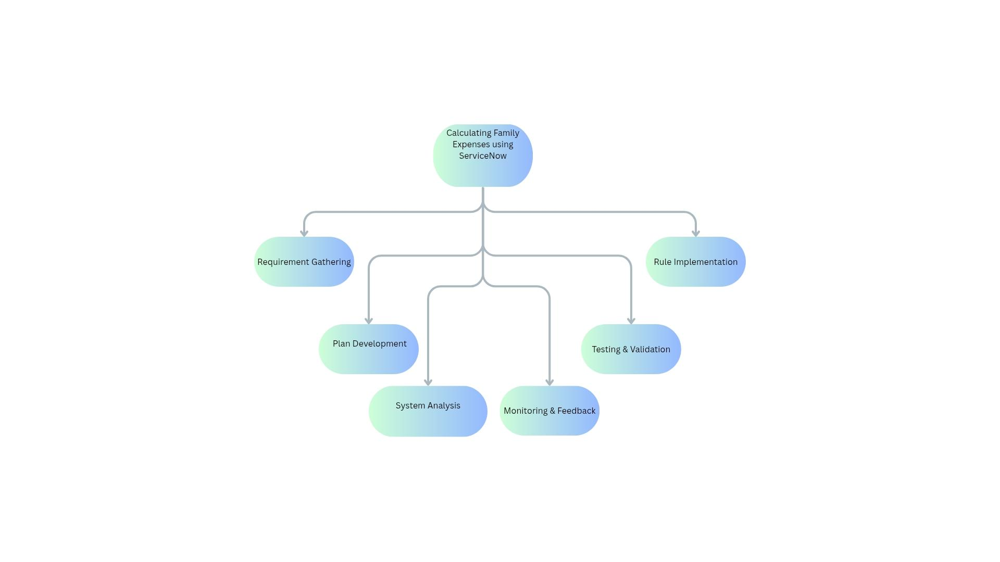 Calculating Family
Expenses using
ServiceNow
Requirement Gathering
Rule Implementation
Plan Development
Testing & Validation
System Analysis
Monitoring & Feedback